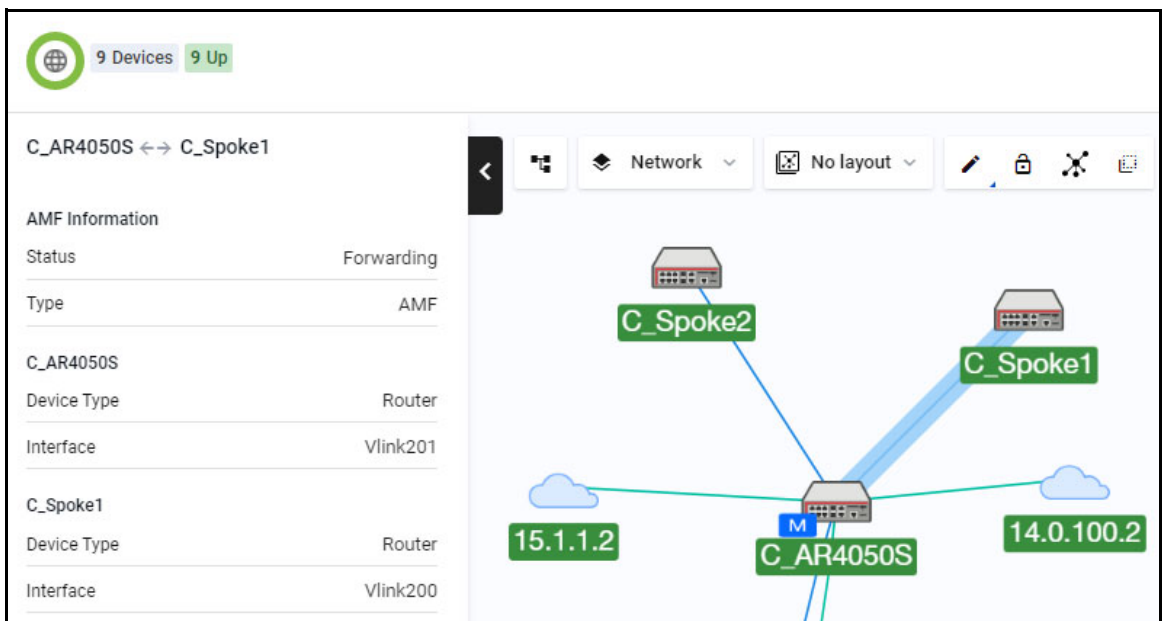 9 Devices 9 Up
C_AR4050S ←→ C_Spoke1
AMF Information
Status Forwarding
Type AMF
C_AR4050S
Device Type Router
Interface Vlink201
C_Spoke1
Device Type Router
Interface Vlink200
Network No layout
C_Spoke2
C_Spoke1
15.1.1.2
M
C_AR4050S
14.0.100.2